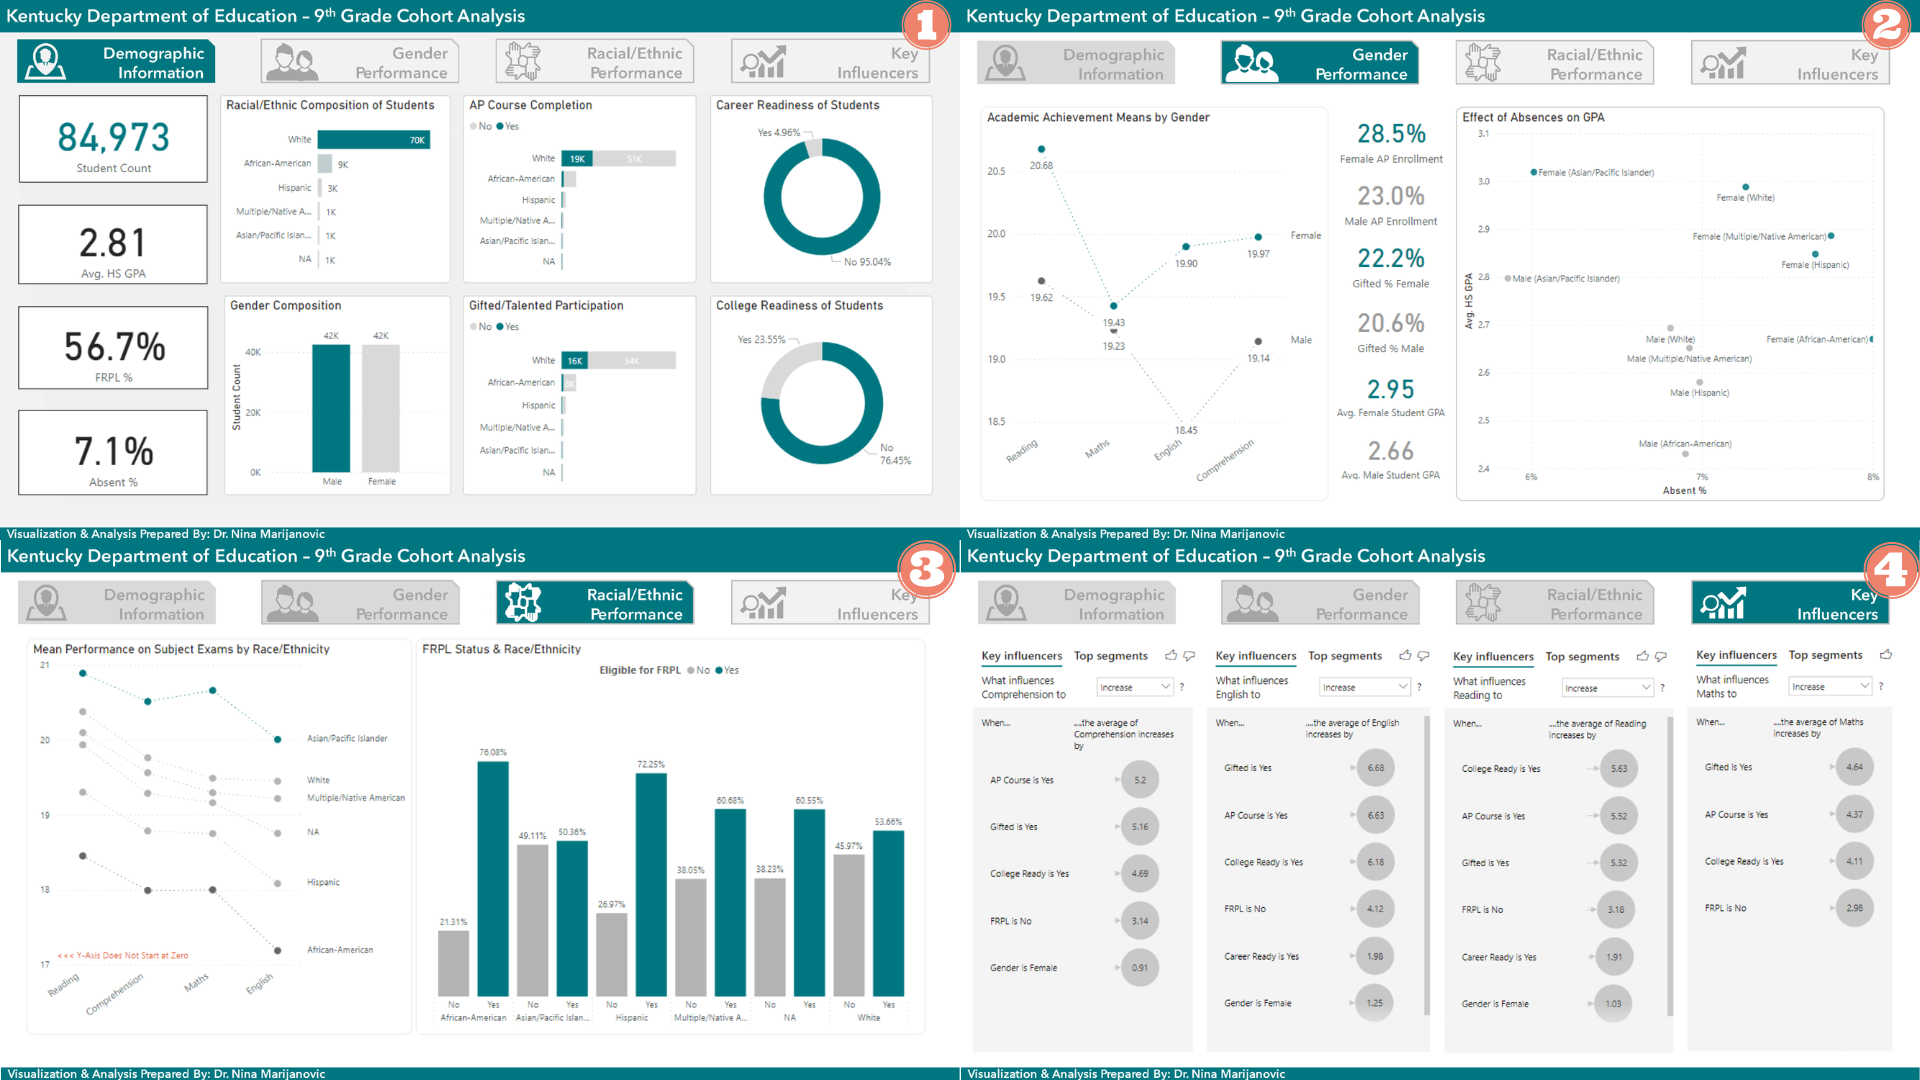 Kentucky Department of Education – 9th Grade Cohort Analysis
1
Demographic
Information
Gender
Performance
Racial/Ethnic
Performance
Key
Influencers
84,973
Student Count
2.81
Avg. HS GPA
56.7%
FRPL %
7.1%
Absent %
Racial/Ethnic Composition of Students
White
70K
African-American
9K
Hispanic
3K
Multiple/Native A...
1K
Asian/Pacific Islan...
1K
NA
1K
AP Course Completion
No Yes
White
19K
51K
African-American
Hispanic
Multiple/Native A...
Asian/Pacific Islan...
NA
Career Readiness of Students
Yes 4.96%
No 95.04%
Gender Composition
Student Count
40K
20K
0K
42K
42K
Male
Female
Gifted/Talented Participation
No Yes
White
16K
54K
African-American
Hispanic
Multiple/Native A...
Asian/Pacific Islan...
NA
College Readiness of Students
Yes 23.55%
No
76.45%
Visualization & Analysis Prepared By: Dr. Nina Marijanovic
Kentucky Department of Education – 9th Grade Cohort Analysis
2
Demographic
Information
Gender
Performance
Racial/Ethnic
Performance
Key
Influencers
Academic Achievement Means by Gender
20.5
20.0
19.5
19.0
18.5
20.68
19.62
19.43
19.23
19.90
18.45
19.97
19.14
Female
Male
Reading
Maths
English
Comprehension
28.5%
Female AP Enrollment
23.0%
Male AP Enrollment
22.2%
Gifted % Female
20.6%
Gifted % Male
2.95
Avg. Female Student GPA
2.66
Avg. Male Student GPA
Effect of Absences on GPA
Avg. HS GPA
3.1
3.0
2.9
2.8
2.7
2.6
2.5
2.4
Female (Asian/Pacific Islander)
Female (White)
Female (Multiple/Native American)
Female (Hispanic)
Male (Asian/Pacific Islander)
Male (White)
Female (African-American)
Male (Multiple/Native American)
Male (Hispanic)
Male (African-American)
6%
7%
8%
Absent %
Visualization & Analysis Prepared By: Dr. Nina Marijanovic
Kentucky Department of Education – 9th Grade Cohort Analysis
3
Demographic
Information
Gender
Performance
Racial/Ethnic
Performance
Key
Influencers
Mean Performance on Subject Exams by Race/Ethnicity
21
20
19
18
17
Asian/Pacific Islander
White
Multiple/Native American
NA
Hispanic
African-American
<<< Y-Axis Does Not Start at Zero
Reading
Comprehension
Maths
English
FRPL Status & Race/Ethnicity
Eligible for FRPL No Yes
21.31%
76.08%
49.11%
50.36%
26.97%
72.25%
38.05%
60.68%
38.23%
60.55%
45.97%
53.66%
No Yes No Yes No Yes No Yes No Yes No Yes
African-American Asian/Pacific Islan... Hispanic Multiple/Native A... NA White
Visualization & Analysis Prepared By: Dr. Nina Marijanovic
Kentucky Department of Education – 9th Grade Cohort Analysis
4
Demographic
Information
Gender
Performance
Racial/Ethnic
Performance
Key
Influencers
Key influencers Top segments
What influences
Comprehension to
Increase
?
When...
....the average of
Comprehension increases
by
AP Course is Yes
5.2
Gifted is Yes
5.16
College Ready is Yes
4.69
FRPL is No
3.14
Gender is Female
0.91
Key influencers Top segments
What influences
English to
Increase
?
When...
....the average of English
increases by
Gifted is Yes
6.68
AP Course is Yes
6.63
College Ready is Yes
6.18
FRPL is No
4.12
Career Ready is Yes
1.98
Gender is Female
1.25
Key influencers Top segments
What influences
Reading to
Increase
?
When...
....the average of Reading
increases by
College Ready is Yes
5.63
AP Course is Yes
5.52
Gifted is Yes
5.32
FRPL is No
3.18
Career Ready is Yes
1.91
Gender is Female
1.03
Key influencers Top segments
What influences
Maths to
Increase
?
When...
....the average of Maths
increases by
Gifted is Yes
4.64
AP Course is Yes
4.37
College Ready is Yes
4.11
FRPL is No
2.98
Visualization & Analysis Prepared By: Dr. Nina Marijanovic